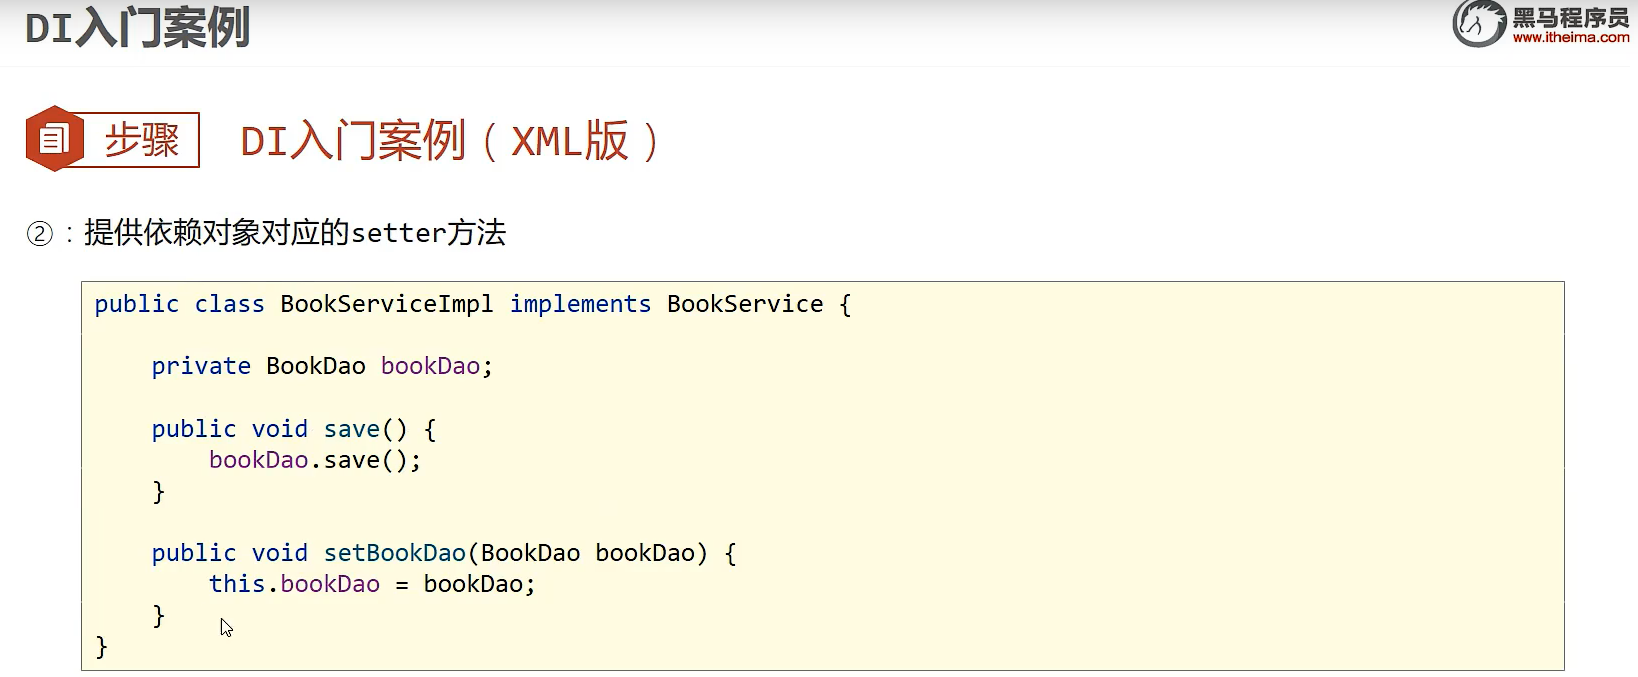 DI入门案例
黑马程序员
www.itheima.com
步骤 DI入门案例（XML版）
②：提供依赖对象对应的setter方法
public class BookServiceImpl implements BookService {
private BookDao bookDao;
public void save() {
bookDao.save();
}
public void setBookDao(BookDao bookDao) {
this.bookDao = bookDao;
}
}